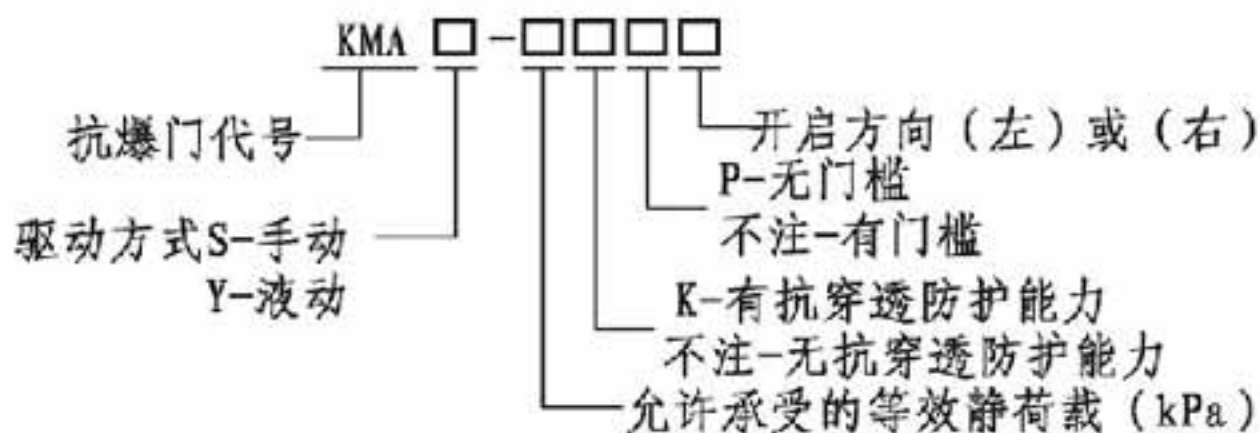 KMA □-□□□□
抗爆门代号
开启方向（左）或（右）
P-无门槛
不注-有门槛
驱动方式S-手动
Y-液动
K-有抗穿透防护能力
不注-无抗穿透防护能力
允许承受的等效静荷载（kPa）